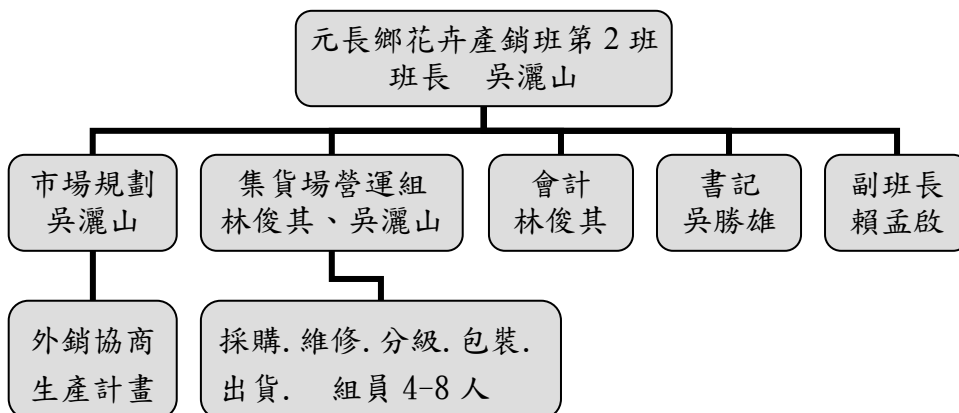 元長鄉花卉產銷班第 2 班
班長　吳灑山
市場規劃
吳灑山
集貨場營運組
林俊其、吳灑山
會計
林俊其
書記
吳勝雄
副班長
賴孟啟
外銷協商
生產計畫
採購. 維修. 分級. 包裝.
出貨.　組員 4-8 人